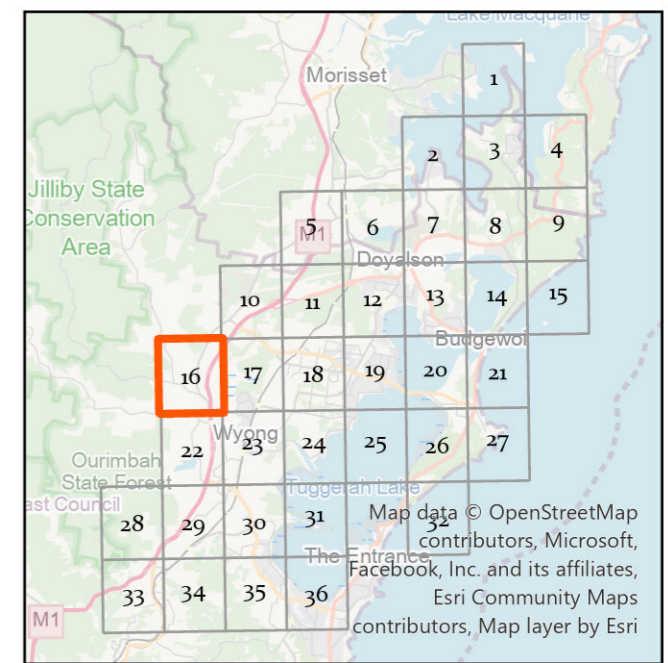 Lake Macquarie
Morisset
1
2 3 4
Jilliby State
Conservation
Area
5 6 7 8 9
M1
Doyalson
10 11 12 13 14 15
Budgewoi
16 17 18 19 20 21
Wyong
22 23 24 25 26 27
Ourimbah
State Forest
Tuggerah Lake
ast Council
28 29 30 31 32
Map data © OpenStreetMap
contributors, Microsoft,
The Entrance
Facebook, Inc. and its affiliates,
33 34 35 36
Esri Community Maps
M1
contributors, Map layer by Esri